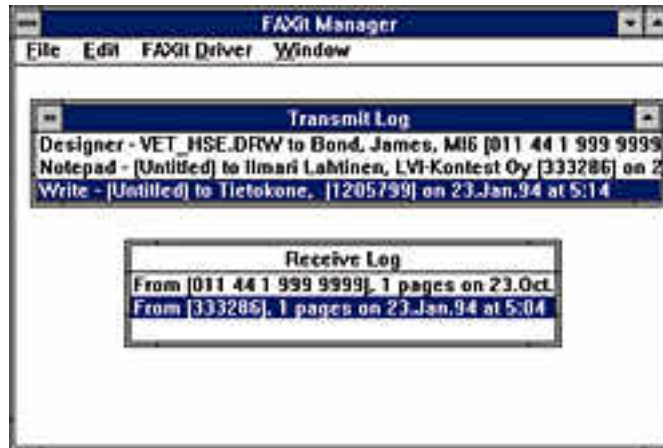 FAXit Manager
File Edit FAXit Driver Window
Transmit Log
Designer - VET_HSE.DRW to Bond, James, MI6 [011 44 1 999 9999
Notepad - [Untitled] to Ilmari Lahtinen, LVI-Kontest Oy [333286] on 2
Write - [Untitled] to Tietokone, [1205799] on 23.Jan.94 at 5:14
Receive Log
From [011 44 1 999 9999], 1 pages on 23.Oct.
From [333286], 1 pages on 23.Jan.94 at 5:04